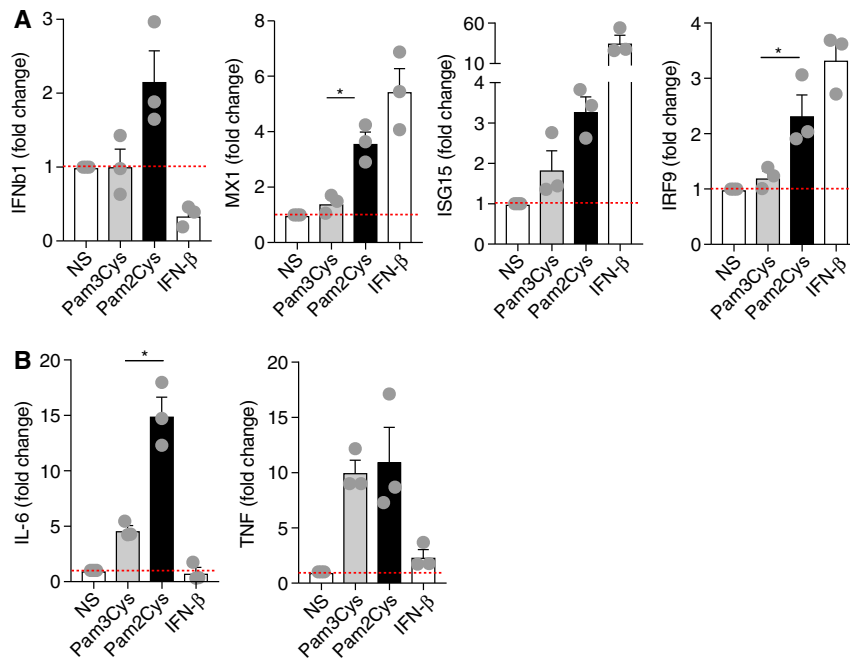 A
IFNb1 (fold change)
3
2
1
0
NS
Pam3Cys
Pam2Cys
IFN-β
MX1 (fold change)
8
6
4
2
0
*
NS
Pam3Cys
Pam2Cys
IFN-β
ISG15 (fold change)
60
10
4
3
2
1
0
NS
Pam3Cys
Pam2Cys
IFN-β
IRF9 (fold change)
4
3
2
1
0
*
NS
Pam3Cys
Pam2Cys
IFN-β
B
IL-6 (fold change)
20
15
10
5
0
*
NS
Pam3Cys
Pam2Cys
IFN-β
TNF (fold change)
20
15
10
5
0
NS
Pam3Cys
Pam2Cys
IFN-β